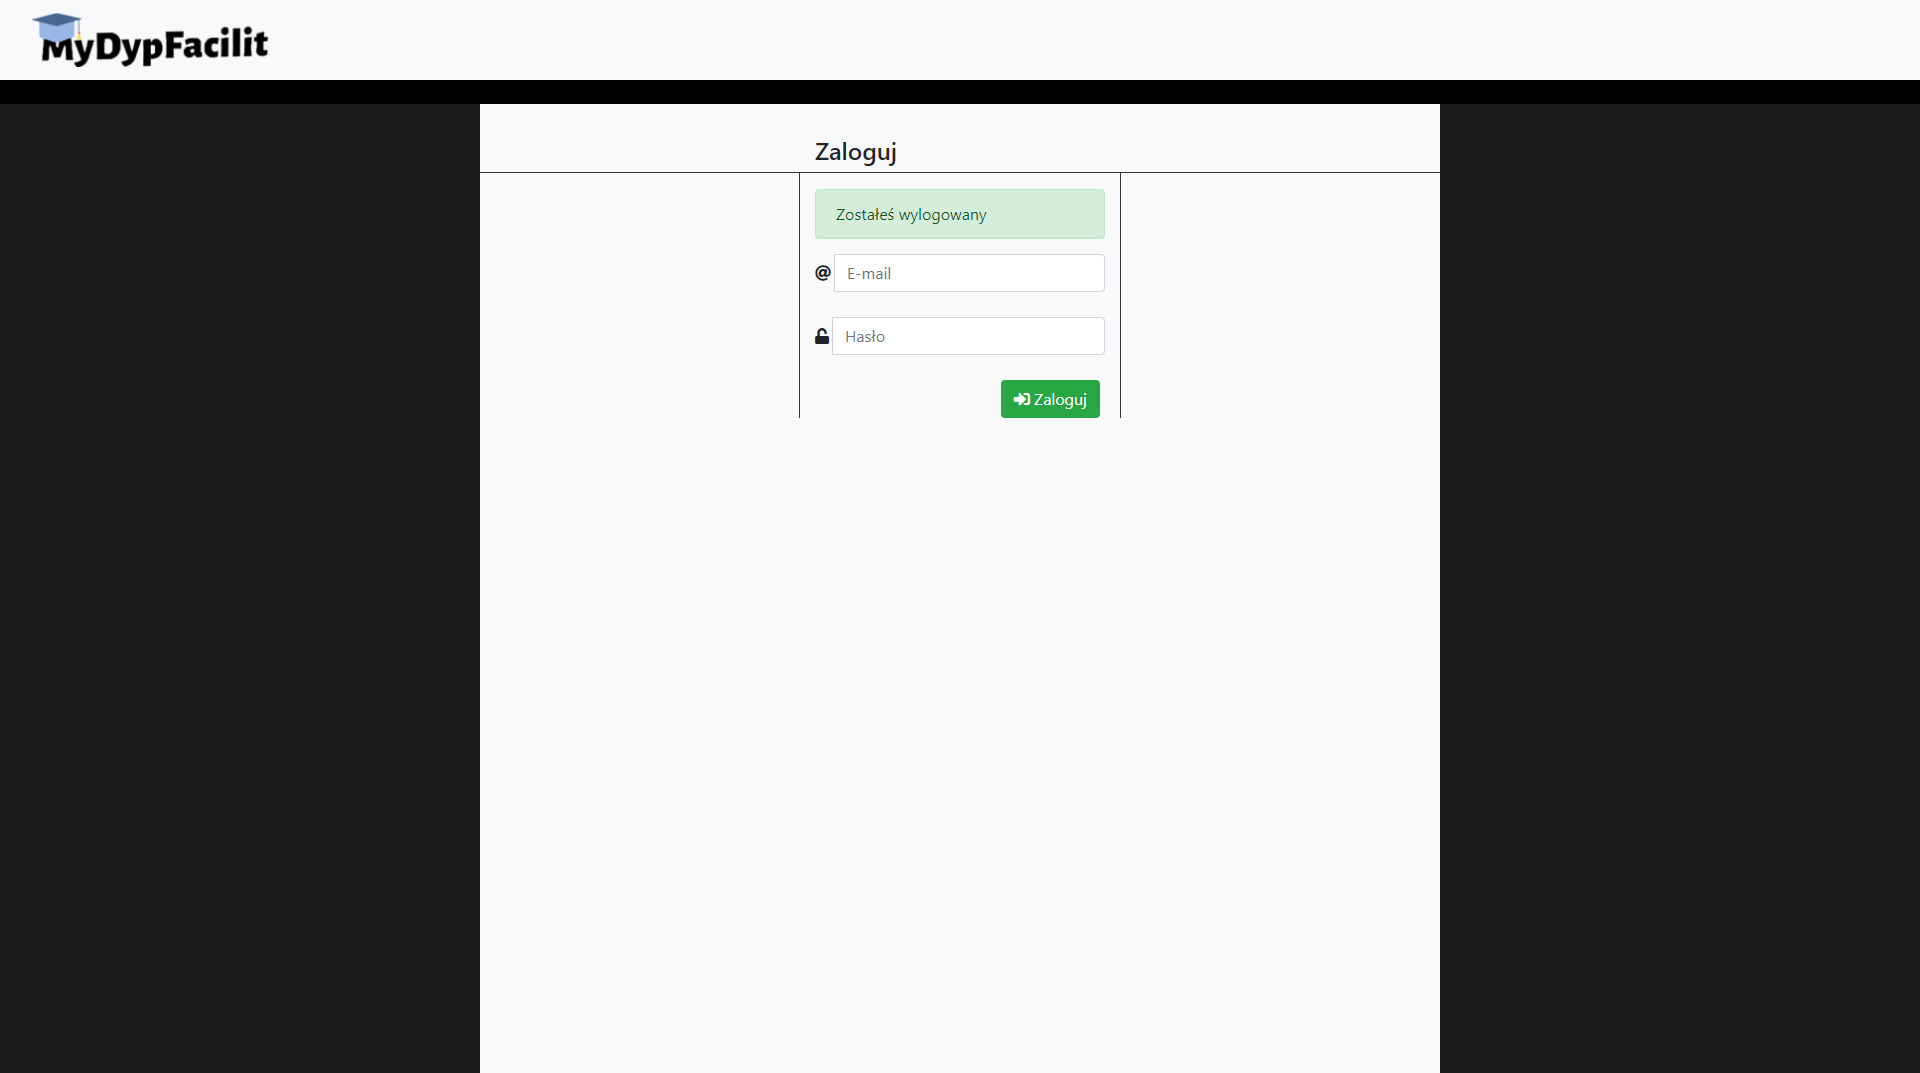 MyDypFacilit
Zaloguj
Zostałeś wylogowany
@ E-mail
Hasło
Zaloguj